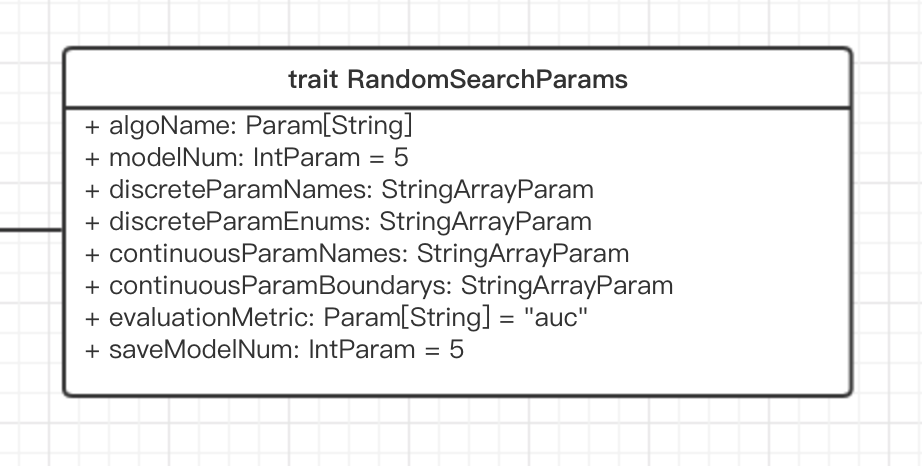 trait RandomSearchParams
+ algoName: Param[String]
+ modelNum: IntParam = 5
+ discreteParamNames: StringArrayParam
+ discreteParamEnums: StringArrayParam
+ continuousParamNames: StringArrayParam
+ continuousParamBoundarys: StringArrayParam
+ evaluationMetric: Param[String] = "auc"
+ saveModelNum: IntParam = 5